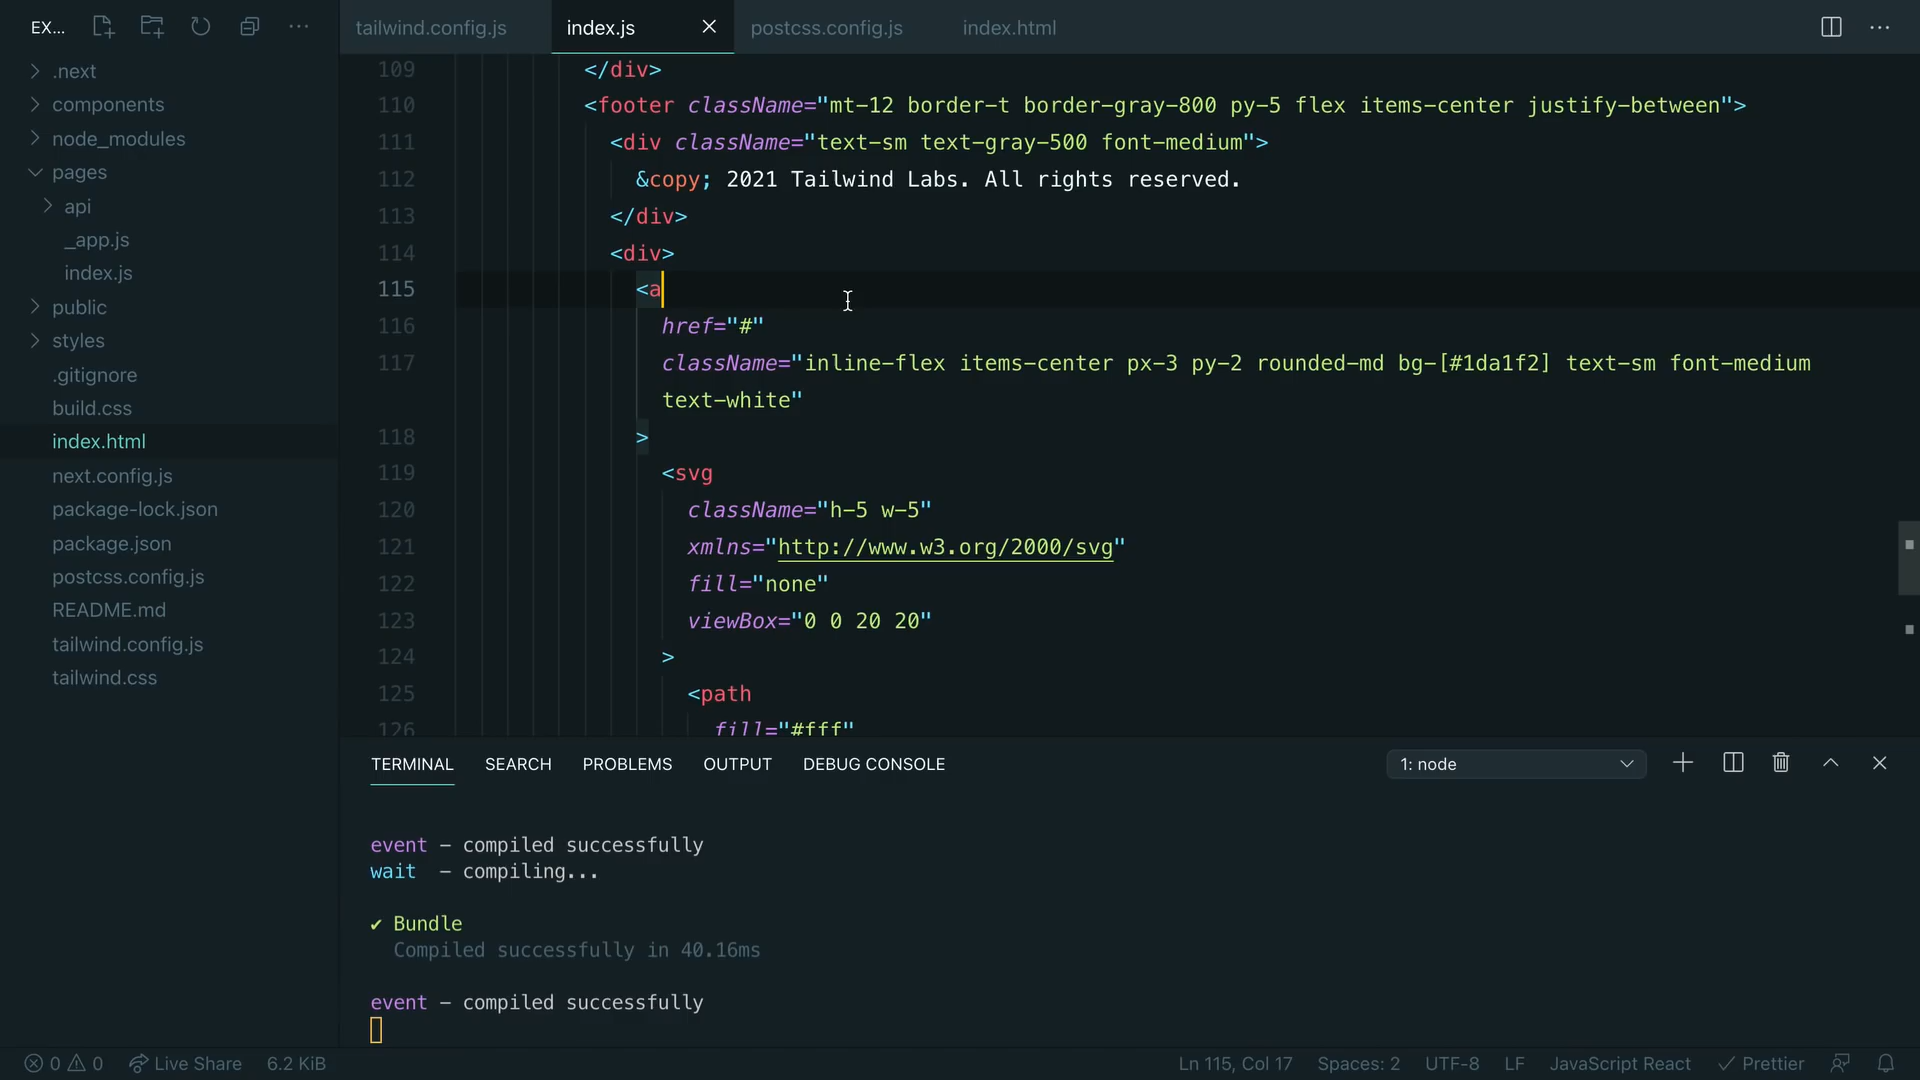 EX...
tailwind.config.js
index.js
postcss.config.js
index.html
.next
components
node_modules
pages
api
_app.js
index.js
public
styles
.gitignore
build.css
index.html
next.config.js
package-lock.json
package.json
postcss.config.js
README.md
tailwind.config.js
tailwind.css
109 </div>
110 <footer className="mt-12 border-t border-gray-800 py-5 flex items-center justify-between">
111 <div className="text-sm text-gray-500 font-medium">
112 &copy; 2021 Tailwind Labs. All rights reserved.
113 </div>
114 <div>
115 <a
116 href="#"
117 className="inline-flex items-center px-3 py-2 rounded-md bg-[#1da1f2] text-sm font-medium
text-white"
118 >
119 <svg
120 className="h-5 w-5"
121 xmlns="http://www.w3.org/2000/svg"
122 fill="none"
123 viewBox="0 0 20 20"
124 >
125 <path
126 fill="#fff"
TERMINAL SEARCH PROBLEMS OUTPUT DEBUG CONSOLE 1: node
event - compiled successfully
wait - compiling...
✔ Bundle
Compiled successfully in 40.16ms
event - compiled successfully
0 0 Live Share 6.2 KiB Ln 115, Col 17 Spaces: 2 UTF-8 LF JavaScript React Prettier